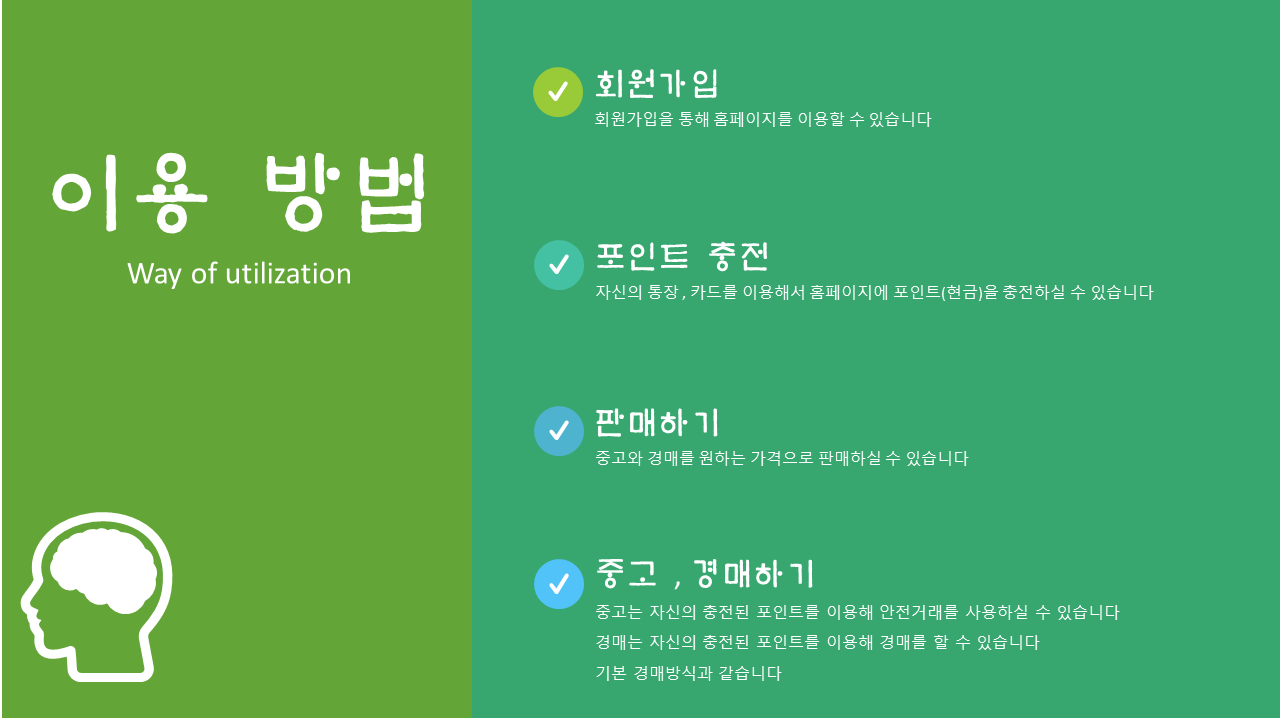 이용 방법
Way of utilization
회원가입
회원가입을 통해 홈페이지를 이용할 수 있습니다
포인트 충전
자신의 통장 , 카드를 이용해서 홈페이지에 포인트(현금)을 충전하실 수 있습니다
판매하기
중고와 경매를 원하는 가격으로 판매하실 수 있습니다
중고 , 경매하기
중고는 자신의 충전된 포인트를 이용해 안전거래를 사용하실 수 있습니다
경매는 자신의 충전된 포인트를 이용해 경매를 할 수 있습니다
기본 경매방식과 같습니다